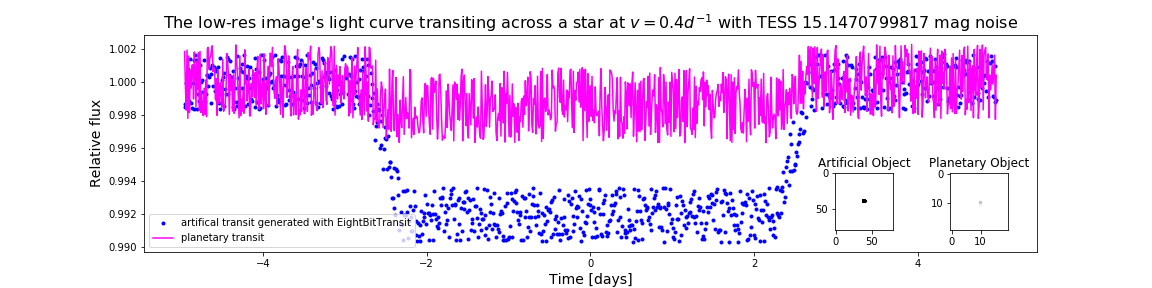 The low-res image's light curve transiting across a star at v = 0.4d⁻¹ with TESS 15.1470799817 mag noise
Relative flux
1.002
1.000
0.998
0.996
0.994
0.992
0.990
artifical transit generated with EightBitTransit
planetary transit
Artificial Object
0
50
0
50
Planetary Object
0
10
0
10
−4
−2
0
2
4
Time [days]